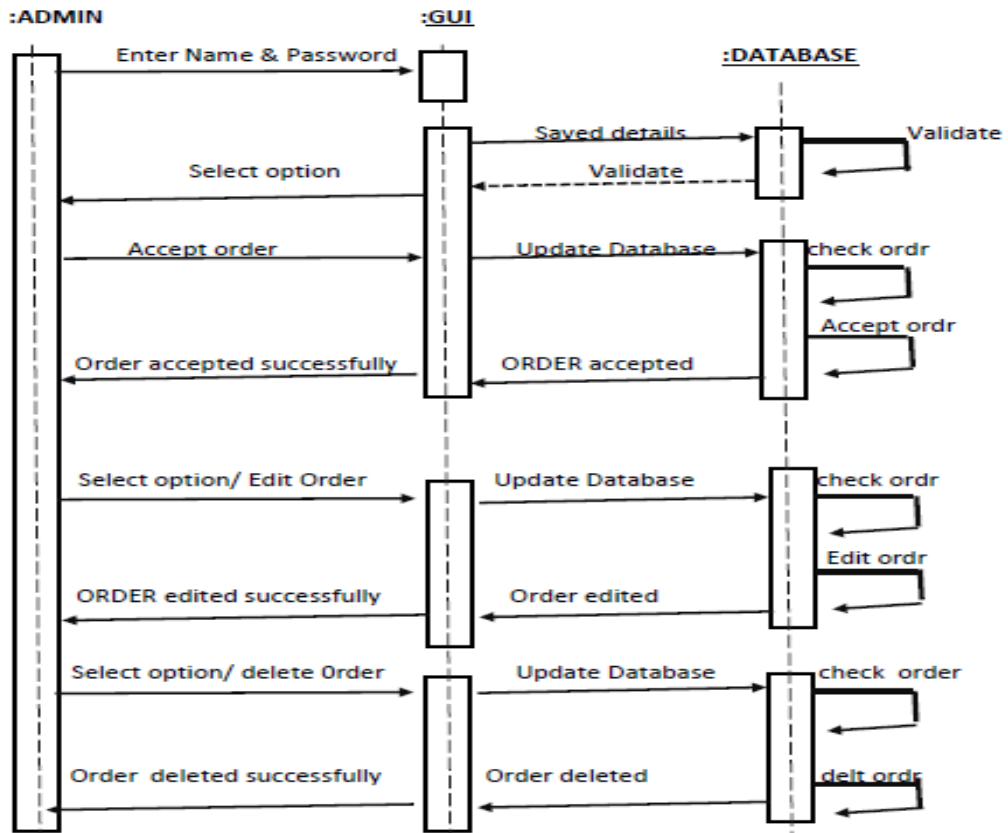 :ADMIN
:GUI
:DATABASE
Enter Name & Password
Saved details
Validate
Select option
Validate
Accept order
Update Database
check ordr
Accept ordr
Order accepted successfully
ORDER accepted
Select option/ Edit Order
Update Database
check ordr
Edit ordr
ORDER edited successfully
Order edited
Select option/ delete 0rder
Update Database
check order
Order deleted successfully
Order deleted
delt ordr